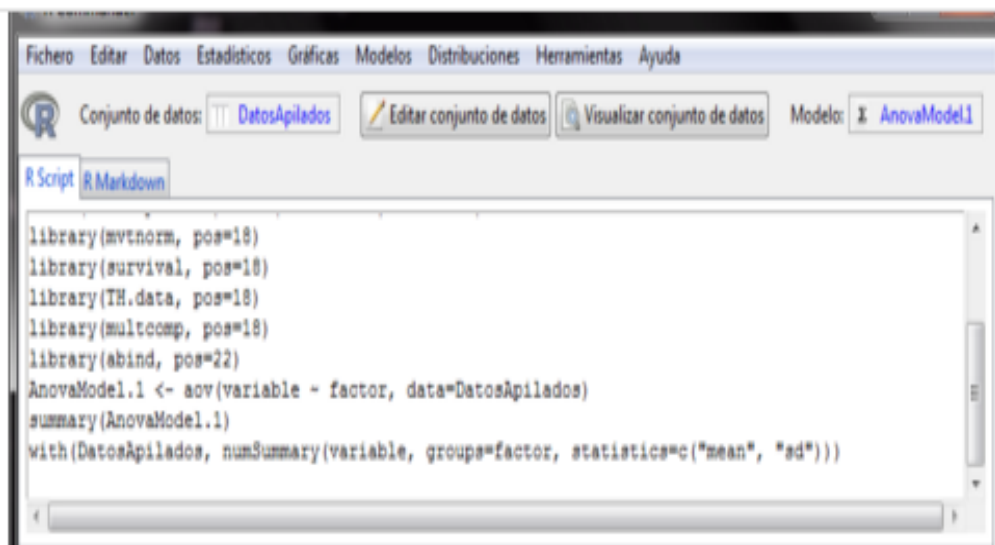 Fichero Editar Datos Estadísticos Gráficas Modelos Distribuciones Herramientas Ayuda
R Conjunto de datos: DatosApilados Editar conjunto de datos Visualizar conjunto de datos Modelo: Σ AnovaModel.1
R Script R Markdown
library(mvtnorm, pos=18)
library(survival, pos=18)
library(TH.data, pos=18)
library(multcomp, pos=18)
library(abind, pos=22)
AnovaModel.1 <- aov(variable ~ factor, data=DatosApilados)
summary(AnovaModel.1)
with(DatosApilados, numSummary(variable, groups=factor, statistics=c("mean", "sd")))